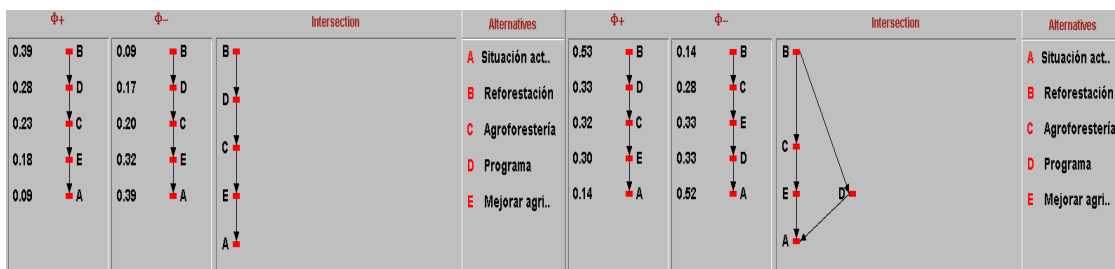 Φ+ Φ− Intersection Alternatives Φ+ Φ− Intersection Alternatives
0.39 B 0.09 B B A Situación act.. 0.53 B 0.14 B B A Situación act..
0.28 D 0.17 D D B Reforestación 0.33 D 0.28 C B Reforestación
0.23 C 0.20 C C C Agroforestería 0.32 C 0.33 E C C Agroforestería
0.18 E 0.32 E D Programa 0.30 E 0.33 D D Programa
0.09 A 0.39 A E E Mejorar agri.. 0.14 A 0.52 A E D E Mejorar agri..
A A